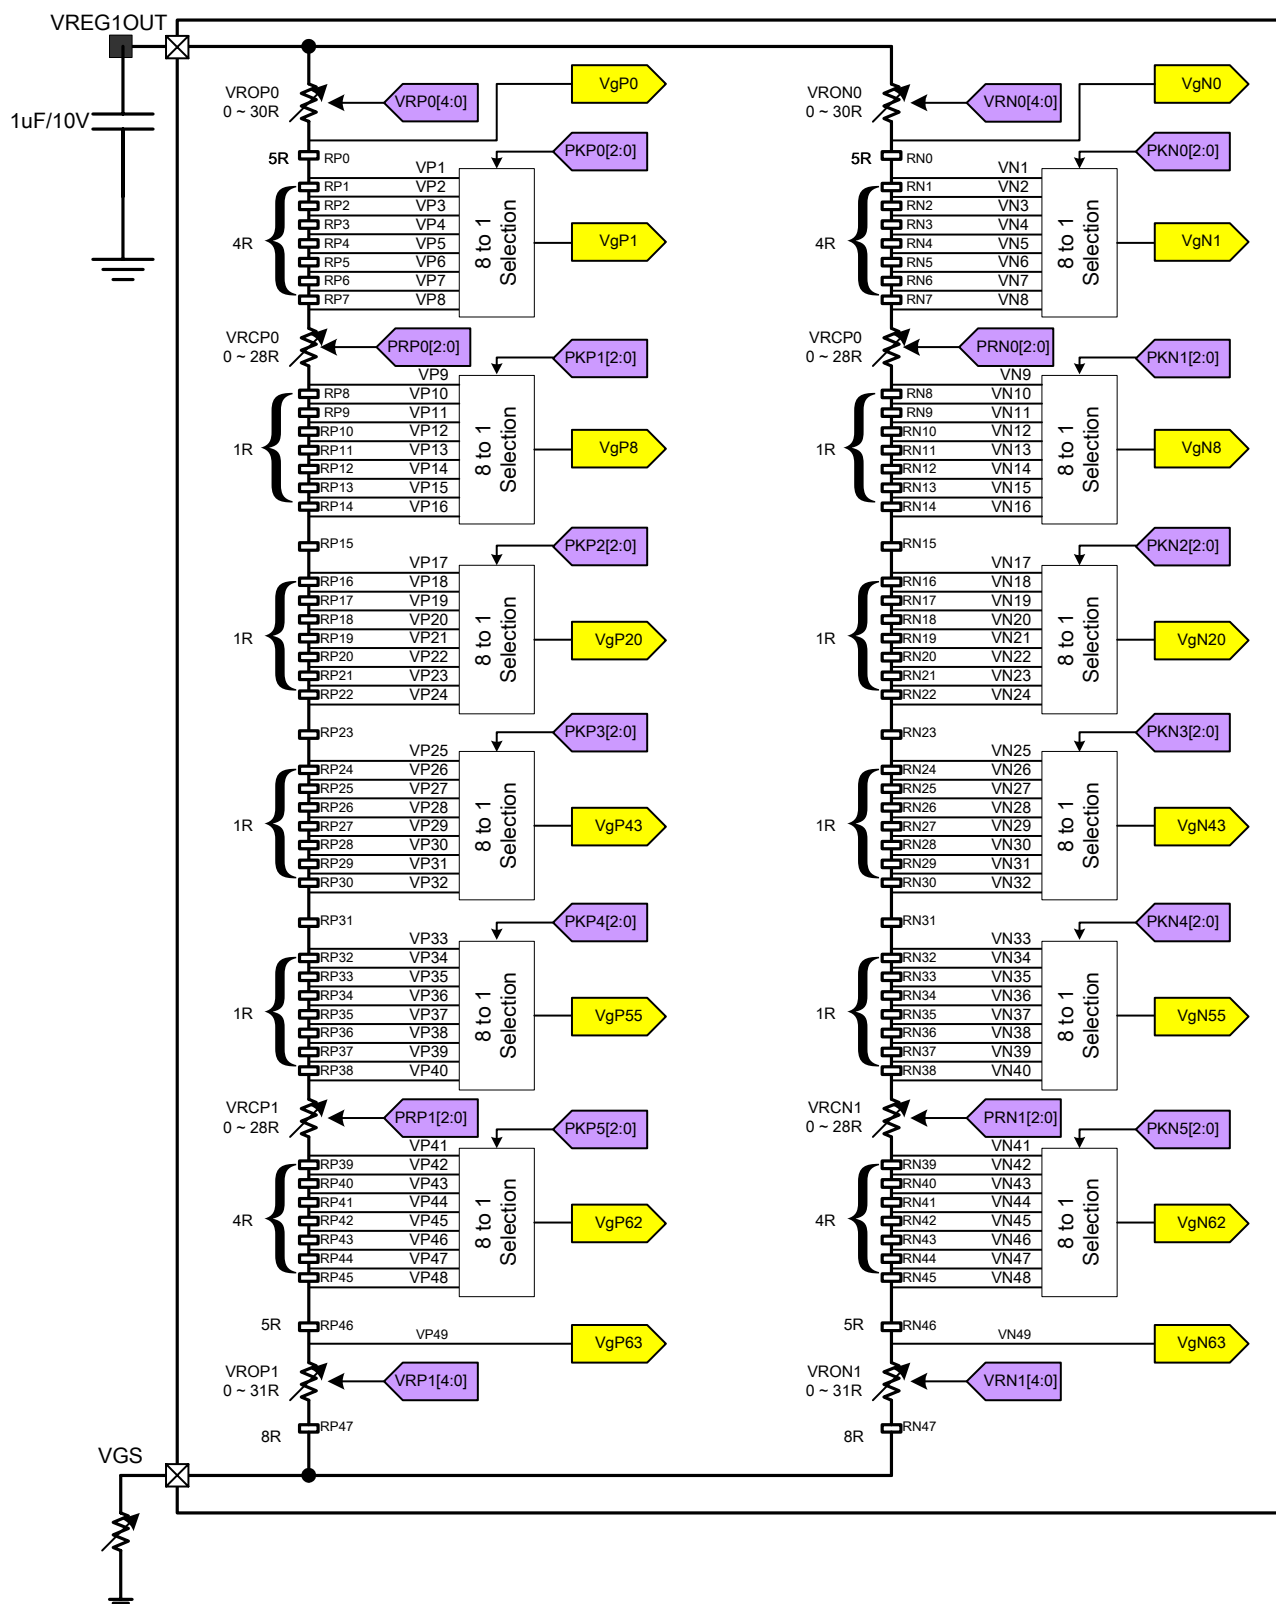 VREG1OUT
1uF/10V
VROP0
0 ~ 30R
VRP0[4:0]
VgP0
5R
RP0
PKP0[2:0]
VP1
RP1
VP2
RP2
VP3
RP3
VP4
4R
RP4
VP5
RP5
VP6
RP6
VP7
RP7
VP8
8 to 1
Selection
VgP1
VRCP0
0 ~ 28R
PRP0[2:0]
PKP1[2:0]
VP9
RP8
VP10
RP9
VP11
RP10
VP12
1R
RP11
VP13
RP12
VP14
RP13
VP15
RP14
VP16
8 to 1
Selection
VgP8
RP15
PKP2[2:0]
VP17
RP16
VP18
RP17
VP19
RP18
VP20
1R
RP19
VP21
RP20
VP22
RP21
VP23
RP22
VP24
8 to 1
Selection
VgP20
RP23
PKP3[2:0]
VP25
RP24
VP26
RP25
VP27
RP26
VP28
1R
RP27
VP29
RP28
VP30
RP29
VP31
RP30
VP32
8 to 1
Selection
VgP43
RP31
PKP4[2:0]
VP33
RP32
VP34
RP33
VP35
RP34
VP36
1R
RP35
VP37
RP36
VP38
RP37
VP39
RP38
VP40
8 to 1
Selection
VgP55
VRCP1
0 ~ 28R
PRP1[2:0]
PKP5[2:0]
VP41
RP39
VP42
RP40
VP43
RP41
VP44
4R
RP42
VP45
RP43
VP46
RP44
VP47
RP45
VP48
8 to 1
Selection
VgP62
5R
RP46
VP49
VgP63
VROP1
0 ~ 31R
VRP1[4:0]
8R
RP47
VGS
VRON0
0 ~ 30R
VRN0[4:0]
VgN0
5R
RN0
PKN0[2:0]
VN1
RN1
VN2
RN2
VN3
RN3
VN4
4R
RN4
VN5
RN5
VN6
RN6
VN7
RN7
VN8
8 to 1
Selection
VgN1
VRCP0
0 ~ 28R
PRN0[2:0]
PKN1[2:0]
VN9
RN8
VN10
RN9
VN11
RN10
VN12
1R
RN11
VN13
RN12
VN14
RN13
VN15
RN14
VN16
8 to 1
Selection
VgN8
RN15
PKN2[2:0]
VN17
RN16
VN18
RN17
VN19
RN18
VN20
1R
RN19
VN21
RN20
VN22
RN21
VN23
RN22
VN24
8 to 1
Selection
VgN20
RN23
PKN3[2:0]
VN25
RN24
VN26
RN25
VN27
RN26
VN28
1R
RN27
VN29
RN28
VN30
RN29
VN31
RN30
VN32
8 to 1
Selection
VgN43
RN31
PKN4[2:0]
VN33
RN32
VN34
RN33
VN35
RN34
VN36
1R
RN35
VN37
RN36
VN38
RN37
VN39
RN38
VN40
8 to 1
Selection
VgN55
VRCN1
0 ~ 28R
PRN1[2:0]
PKN5[2:0]
VN41
RN39
VN42
RN40
VN43
RN41
VN44
4R
RN42
VN45
RN43
VN46
RN44
VN47
RN45
VN48
8 to 1
Selection
VgN62
5R
RN46
VN49
VgN63
VRON1
0 ~ 31R
VRN1[4:0]
8R
RN47